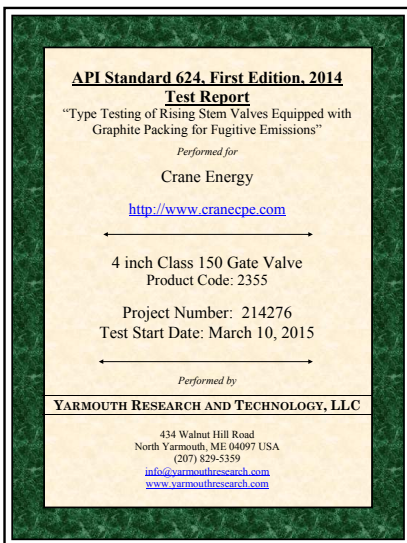 API Standard 624, First Edition, 2014
Test Report
“Type Testing of Rising Stem Valves Equipped with
Graphite Packing for Fugitive Emissions”
Performed for
Crane Energy
http://www.cranecpe.com
4 inch Class 150 Gate Valve
Product Code: 2355
Project Number: 214276
Test Start Date: March 10, 2015
Performed by
YARMOUTH RESEARCH AND TECHNOLOGY, LLC
434 Walnut Hill Road
North Yarmouth, ME 04097 USA
(207) 829-5359
info@yarmouthresearch.com
www.yarmouthresearch.com